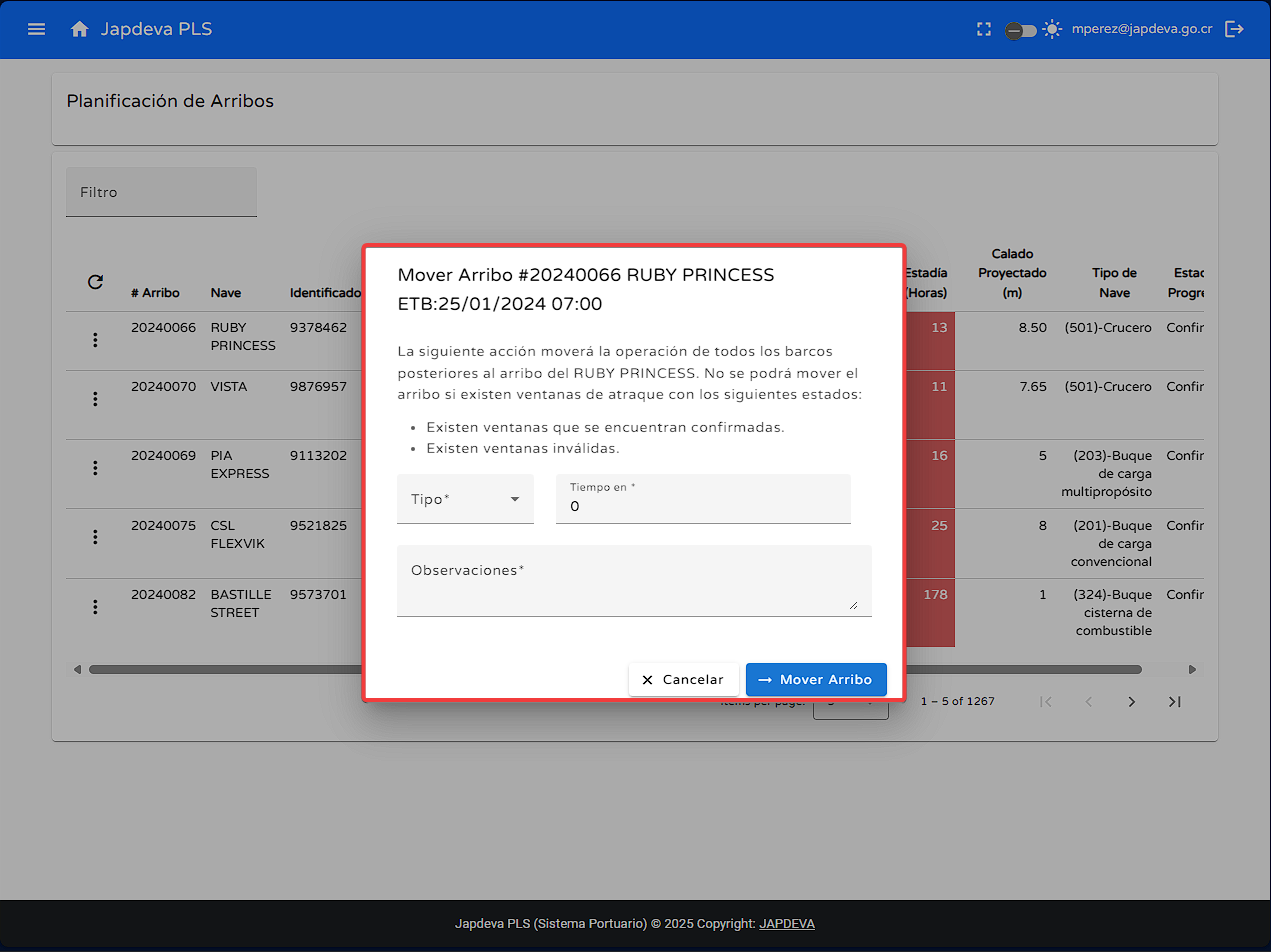 Japdeva PLS
mperez@japdeva.go.cr
Planificación de Arribos
Filtro
# Arribo
Nave
Identificado
Estadía
(Horas)
Calado
Proyectado
(m)
Tipo de
Nave
Estac
Progre
20240066
RUBY
PRINCESS
9378462
13
8.50
(501)-Crucero
Confir
20240070
VISTA
9876957
11
7.65
(501)-Crucero
Confir
20240069
PIA
EXPRESS
9113202
16
5
(203)-Buque
de carga
multipropósito
Confir
20240075
CSL
FLEXVIK
9521825
25
8
(201)-Buque
de carga
convencional
Confir
20240082
BASTILLE
STREET
9573701
178
1
(324)-Buque
cisterna de
combustible
Confir
Mover Arribo #20240066 RUBY PRINCESS
ETB:25/01/2024 07:00
La siguiente acción moverá la operación de todos los barcos
posteriores al arribo del RUBY PRINCESS. No se podrá mover el
arribo si existen ventanas de ataque con los siguientes estados:
• Existen ventanas que se encuentran confirmadas.
• Existen ventanas inválidas.
Tipo*
Tiempo en *
0
Observaciones*
Cancelar
Mover Arribo
Items per page:
5
1 – 5 of 1267
Japdeva PLS (Sistema Portuario) © 2025 Copyright: JAPDEVA